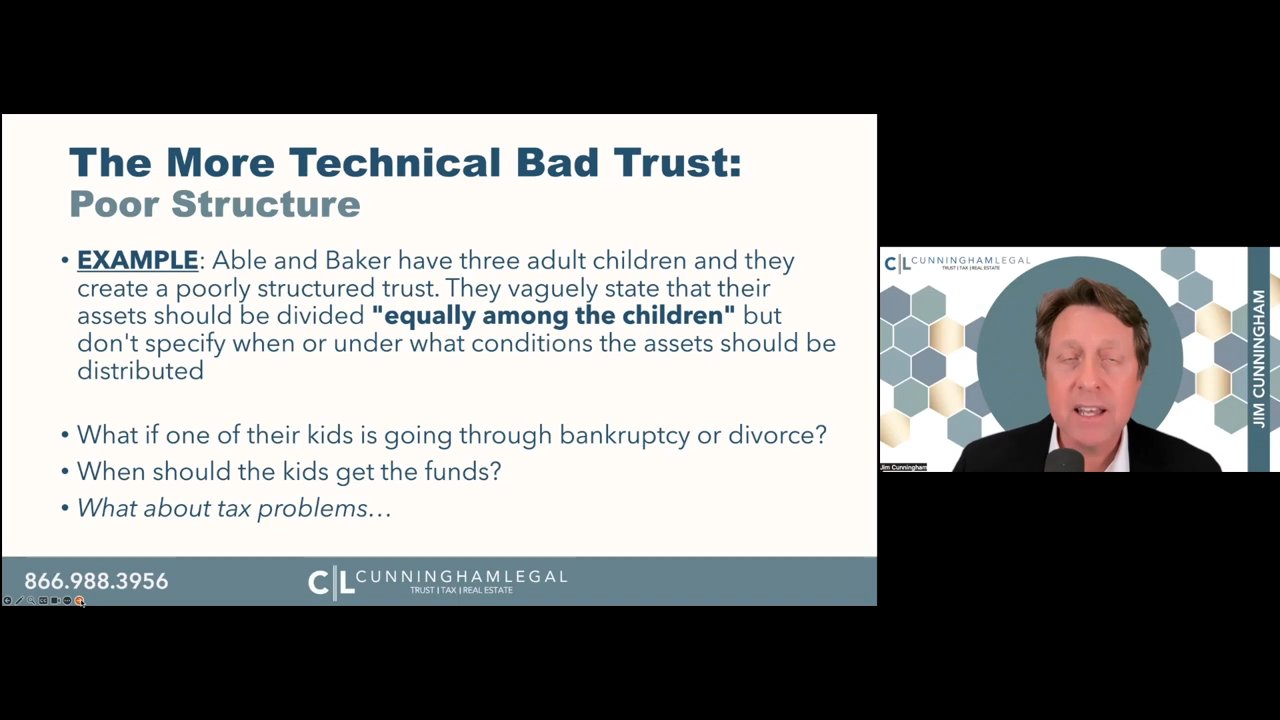 The More Technical Bad Trust:
Poor Structure
• EXAMPLE: Able and Baker have three adult children and they
create a poorly structured trust. They vaguely state that their
assets should be divided "equally among the children" but
don't specify when or under what conditions the assets should be
distributed
• What if one of their kids is going through bankruptcy or divorce?
• When should the kids get the funds?
• What about tax problems...
866.988.3956
CL CUNNINGHAMLEGAL
TRUST | TAX | REAL ESTATE
CL CUNNINGHAMLEGAL
TRUST | TAX | REAL ESTATE
JIM CUNNINGHAM
Jim Cunningham